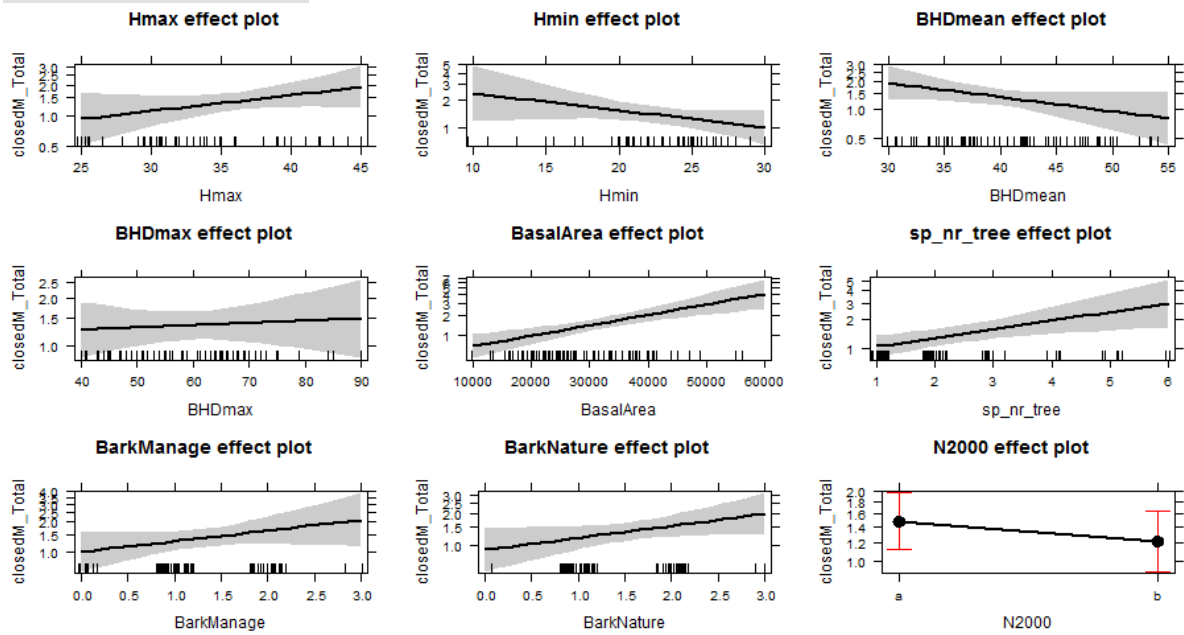 Hmax effect plot
closedM_Total
3.0
2.5
2.0
1.5
1.0
0.5
25 30 35 40 45
Hmax
Hmin effect plot
closedM_Total
5
4
3
2
1
10 15 20 25 30
Hmin
BHDmean effect plot
closedM_Total
3.0
2.0
1.5
1.0
0.5
30 35 40 45 50 55
BHDmean
BHDmax effect plot
closedM_Total
2.5
2.0
1.5
1.0
40 50 60 70 80 90
BHDmax
BasalArea effect plot
closedM_Total
7
4
3
2
1
10000 20000 30000 40000 50000 60000
BasalArea
sp_nr_tree effect plot
closedM_Total
5
4
3
2
1
1 2 3 4 5 6
sp_nr_tree
BarkManage effect plot
closedM_Total
4.0
2.0
1.5
1.0
0.0 0.5 1.0 1.5 2.0 2.5 3.0
BarkManage
BarkNature effect plot
closedM_Total
3.0
2.5
2.0
1.5
1.0
0.0 0.5 1.0 1.5 2.0 2.5 3.0
BarkNature
N2000 effect plot
closedM_Total
2.0
1.8
1.6
1.4
1.2
1.0
a b
N2000